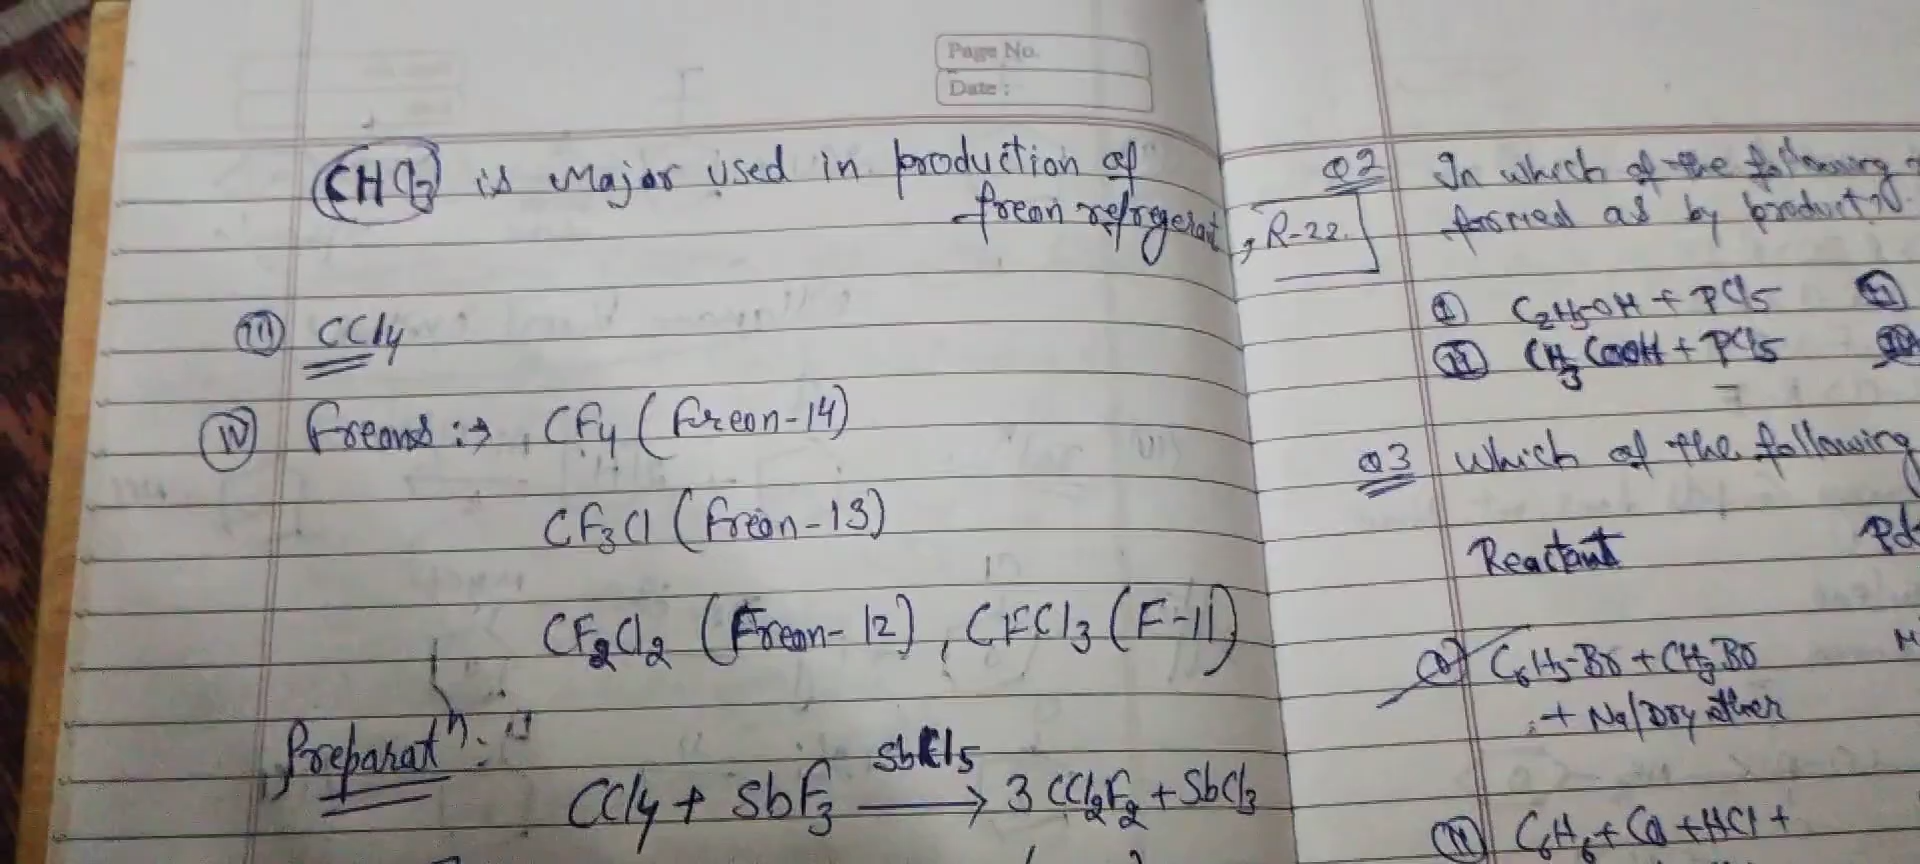 Page No.
Date :
CHCl3 is major used in production of
freon refrigerant, R-22.
(III) CCl4
(IV) Freons :→ CF4 (Freon-14)
CF3Cl (Freon-13)
CF2Cl2 (Freon-12), CFCl3 (F-11)
Preparatn :-
SbCl5
CCl4 + SbF3 → 3 CCl2F2 + SbCl3
Q2 In which of the following
formed as by product
(I) C2H5OH + PCl5
(II) CH3COOH + PCl5
Q3 Which of the following
Reactant
C6H5-Br + CH3Br
+ Na/Dry ether
(II) C6H6 + CO + HCl +